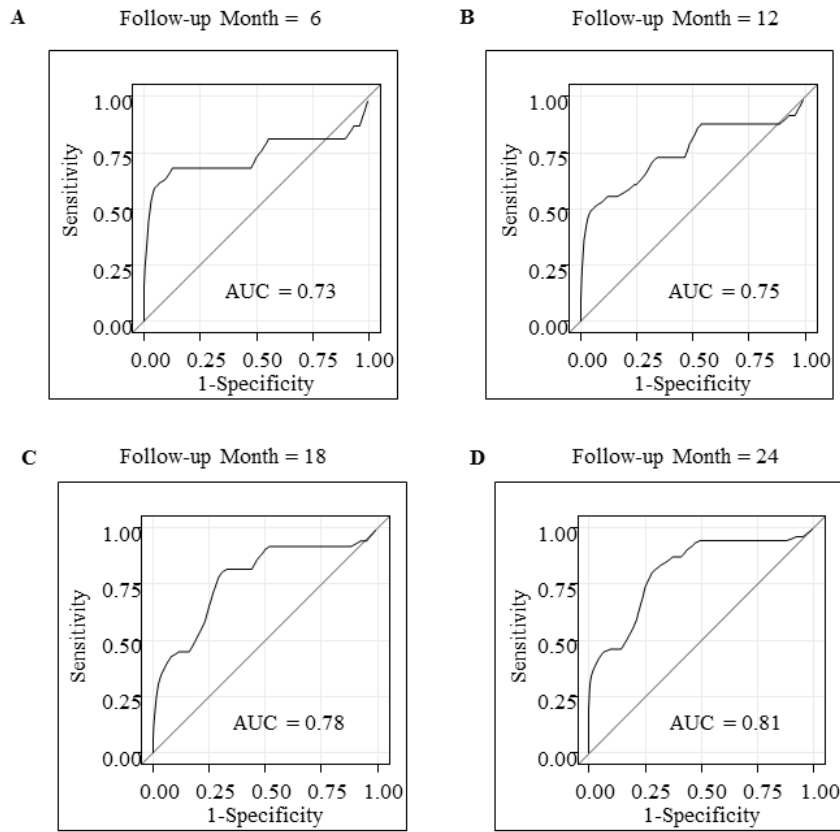 A
Follow-up Month = 6
1.00
0.75
0.50
0.25
0.00
Sensitivity
AUC = 0.73
0.00 0.25 0.50 0.75 1.00
1-Specificity
B
Follow-up Month = 12
1.00
0.75
0.50
0.25
0.00
Sensitivity
AUC = 0.75
0.00 0.25 0.50 0.75 1.00
1-Specificity
C
Follow-up Month = 18
1.00
0.75
0.50
0.25
0.00
Sensitivity
AUC = 0.78
0.00 0.25 0.50 0.75 1.00
1-Specificity
D
Follow-up Month = 24
1.00
0.75
0.50
0.25
0.00
Sensitivity
AUC = 0.81
0.00 0.25 0.50 0.75 1.00
1-Specificity